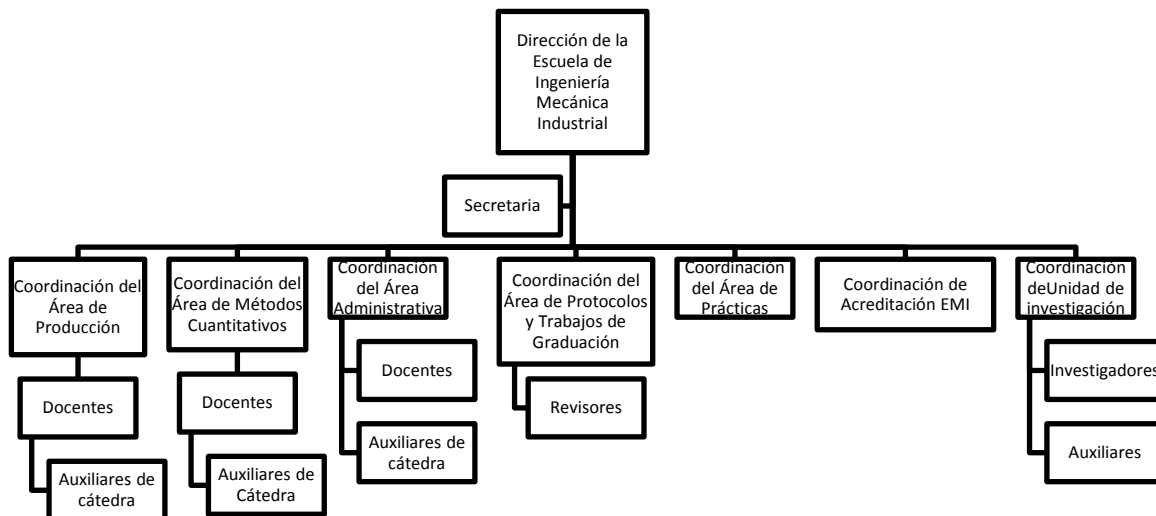 Dirección de la
Escuela de
Ingeniería
Mecánica
Industrial
Secretaria
Coordinación del
Área de
Producción
Docentes
Auxiliares de
cátedra
Coordinación del
Área de Métodos
Cuantitativos
Docentes
Auxiliares de
Cátedra
Coordinación
del Área
Administrativa
Docentes
Auxiliares de
cátedra
Coordinación del
Área de Protocolos
y Trabajos de
Graduación
Revisores
Coordinación
del Área de
Prácticas
Coordinación de
Acreditación EMI
Coordinación
deUnidad de
investigación
Investigadores
Auxiliares